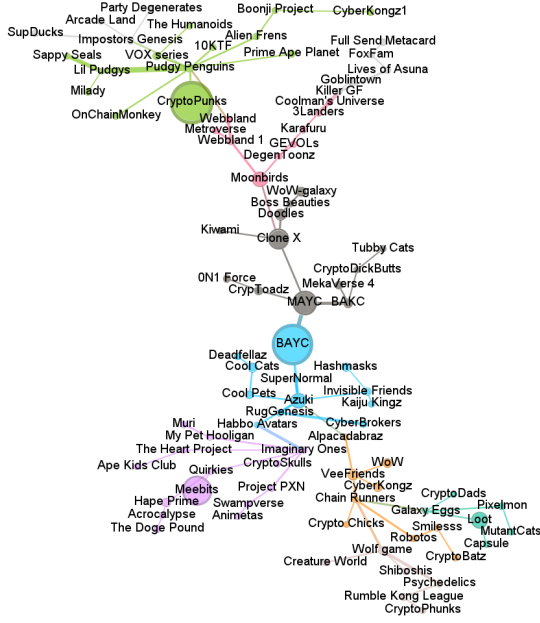 Party Degenerates
Boonji Project
CyberKongz1
Arcade Land
The Humanoids
SupDucks
Impostors Genesis
Alien Frens
Full Send Metacard
10KTF
Sappy Seals
VOX series
Prime Ape Planet
FoxFam
Lil Pudgys
Pudgy Penguins
Lives of Asuna
Goblintown
Milady
Killer GF
CryptoPunks
Coolman's Universe
OnChainMonkey
3Landers
Webbland
Metroverse
Karafuru
Webbland 1
GEVOLs
DegenToonz
Moonbirds
WoW-galaxy
Boss Beauties
Doodles
Kiwami
Clone X
Tubby Cats
CryptoDickButts
0N1 Force
MekaVerse 4
CrypToadz
MAYC
BAKC
BAYC
Deadfellaz
Cool Cats
Hashmasks
SuperNormal
Cool Pets
Invisible Friends
Azuki
Kaiju Kingz
RugGenesis
Muri
Habbo Avatars
CyberBrokers
My Pet Hooligan
Alpacadabraz
The Heart Project
Imaginary Ones
Ape Kids Club
CryptoSkulls
WoW
Quirkies
VeeFriends
Meebits
Project PXN
CyberKongz
Hape Prime
Chain Runners
CryptoDads
Swampverse
Pixelmon
Acrocalypse
Animetas
Galaxy Eggs
The Doge Pound
Crypto Chicks
Smilesss
Loot
MutantCats
Robotos
Capsule
Wolf game
CryptoBatz
Creature World
Shiboshis
Psychedelics
Rumble Kong League
CryptoPhunks